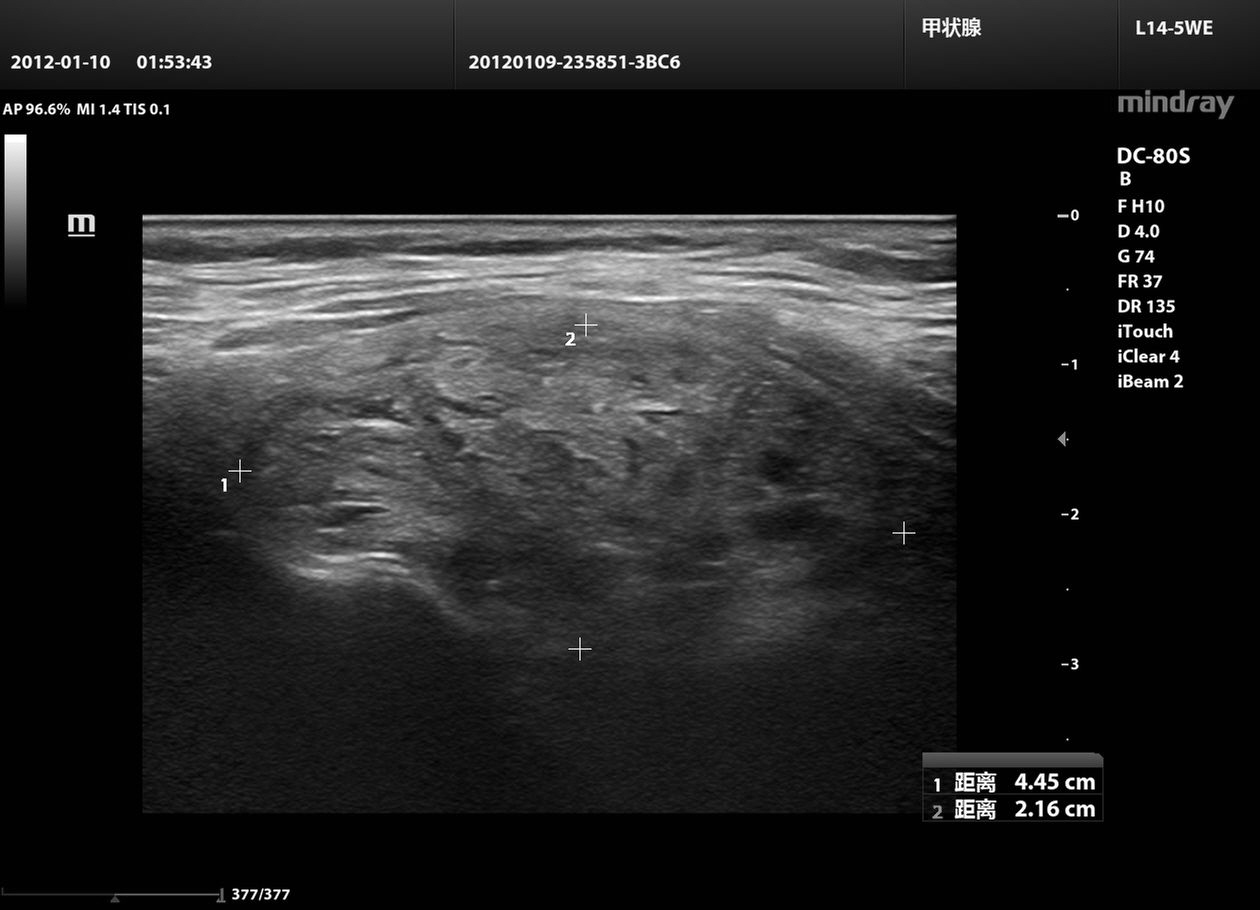 甲状腺
L14-5WE
2012-01-10 01:53:43
20120109-235851-3BC6
AP 96.6% MI 1.4 TIS 0.1
mindray
DC-80S
B
F H10
D 4.0
G 74
FR 37
DR 135
iTouch
iClear 4
iBeam 2
m
0
1
2
3
2
1
1 距离 4.45 cm
2 距离 2.16 cm
377/377